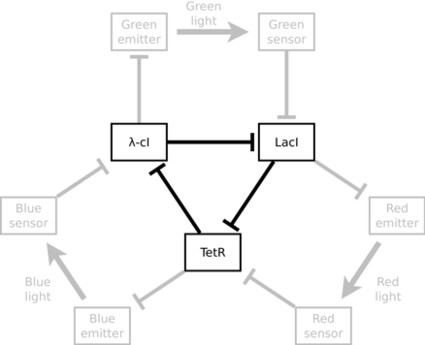 Green
light
Green
emitter
Green
sensor
λ-cI
LacI
Blue
sensor
Red
emitter
TetR
Blue
light
Red
light
Blue
emitter
Red
sensor